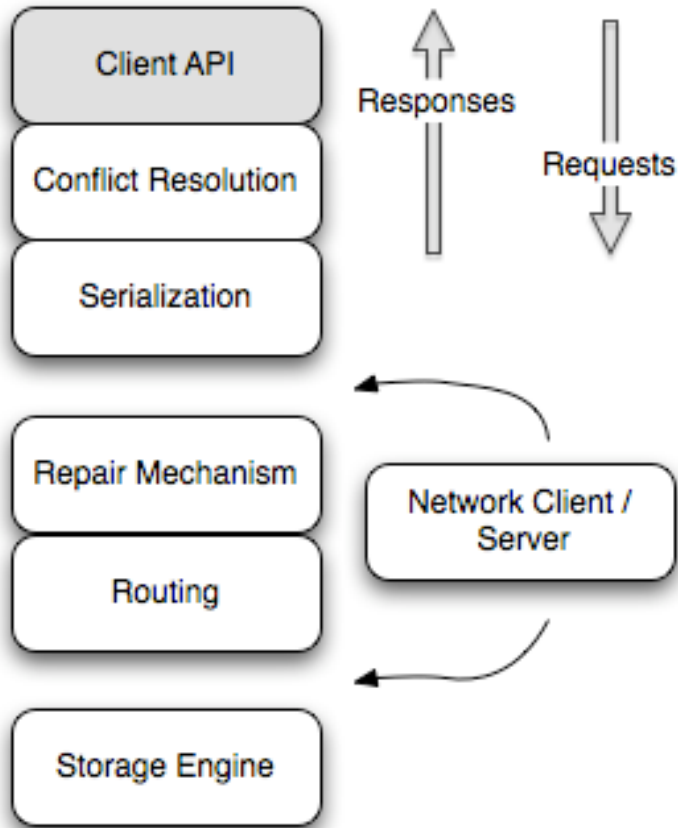 Client API
Responses
Conflict Resolution
Requests
Serialization
Repair Mechanism
Network Client /
Server
Routing
Storage Engine